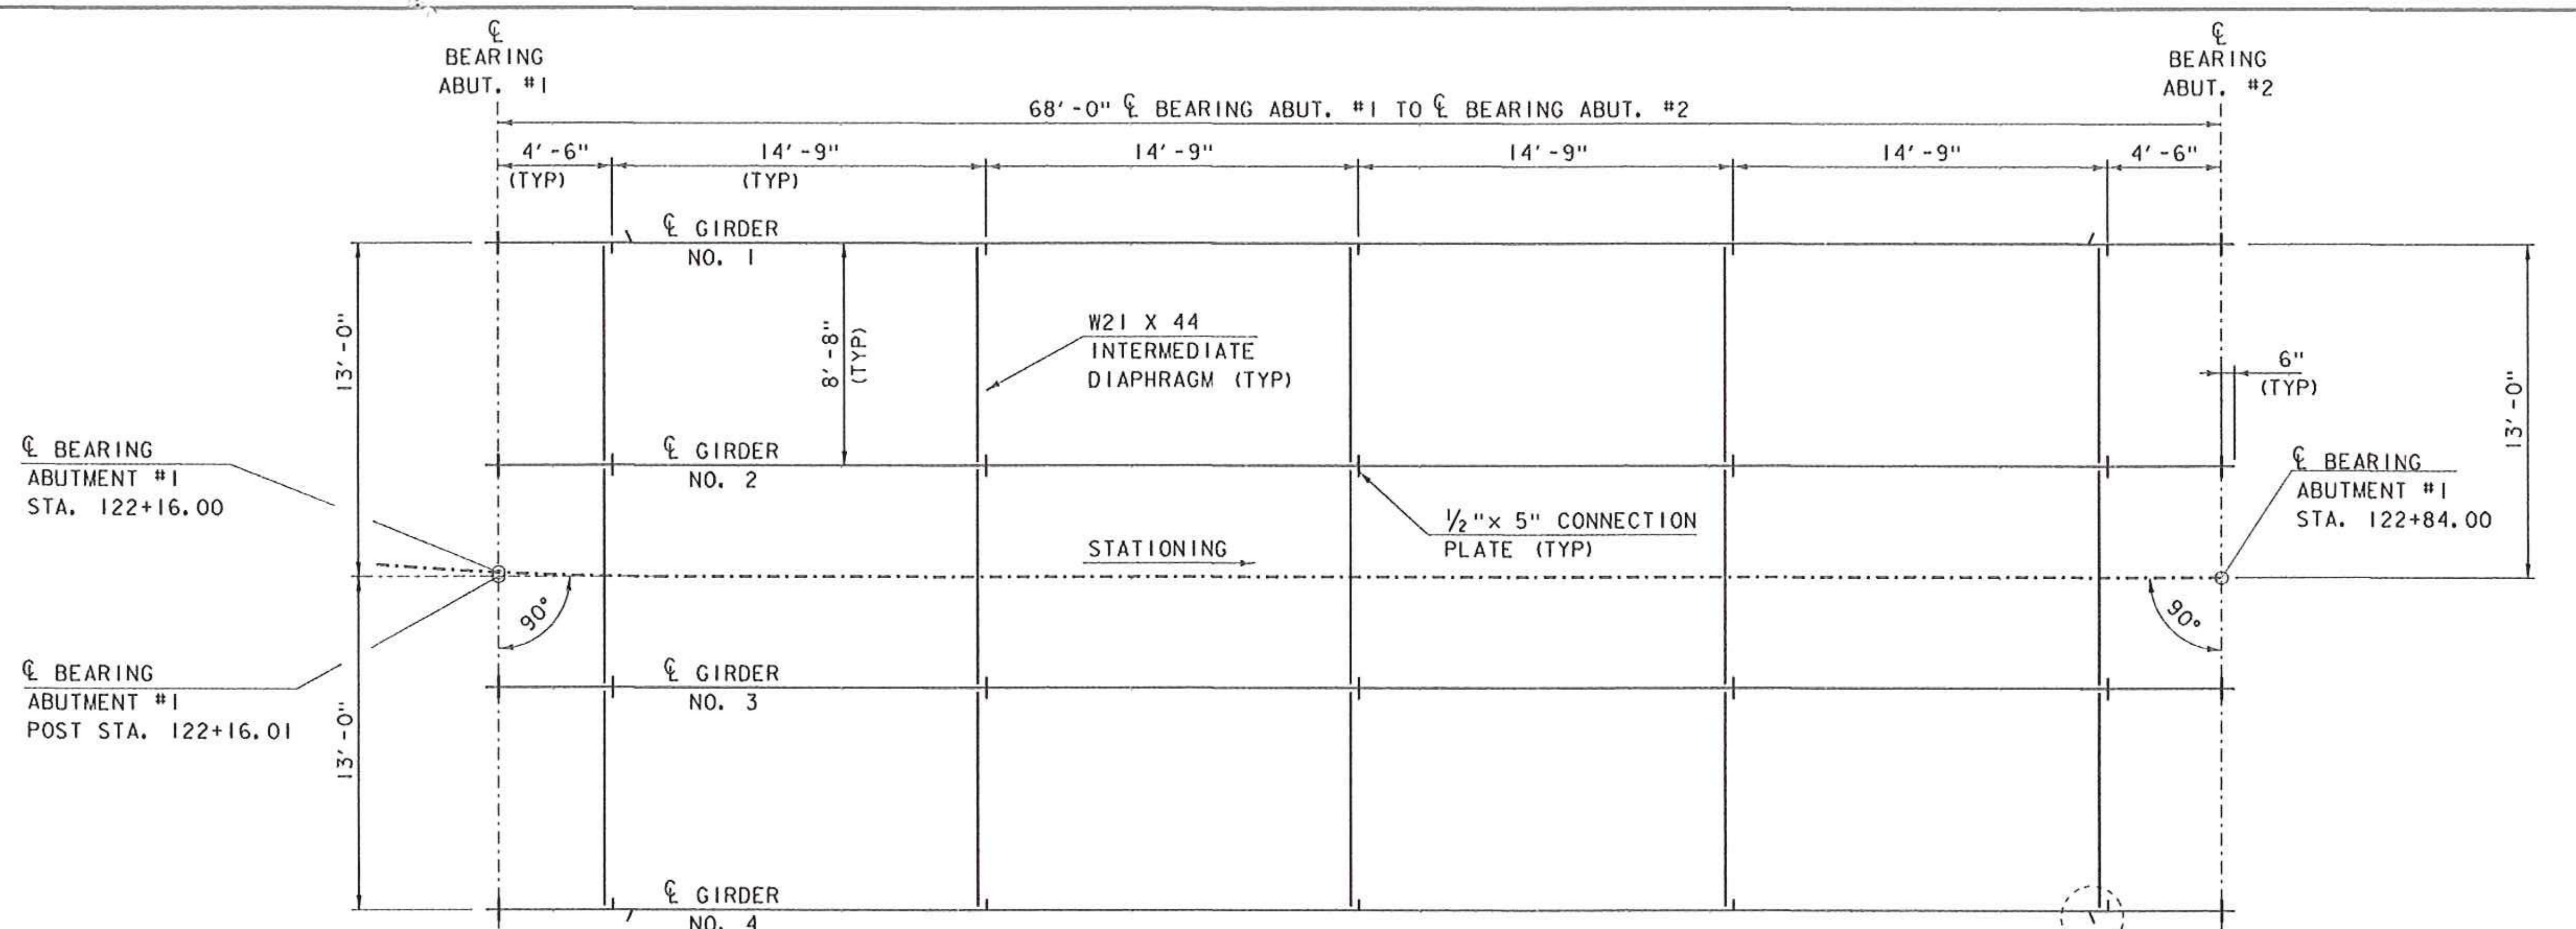 ℄
BEARING
ABUT. #1
℄
BEARING
ABUT. #2
68'-0" ℄ BEARING ABUT. #1 TO ℄ BEARING ABUT. #2
4'-6"
(TYP)
14'-9"
(TYP)
14'-9"
14'-9"
14'-9"
4'-6"
℄ GIRDER
NO. 1
13'-0"
8'-8"
(TYP)
W21 X 44
INTERMEDIATE
DIAPHRAGM (TYP)
6"
(TYP)
13'-0"
℄ BEARING
ABUTMENT #1
STA. 122+16.00
℄ GIRDER
NO. 2
½"x 5" CONNECTION
PLATE (TYP)
℄ BEARING
ABUTMENT #1
STA. 122+84.00
STATIONING
90°
90°
℄ BEARING
ABUTMENT #1
POST STA. 122+16.01
℄ GIRDER
NO. 3
13'-0"
℄ GIRDER
NO. 4